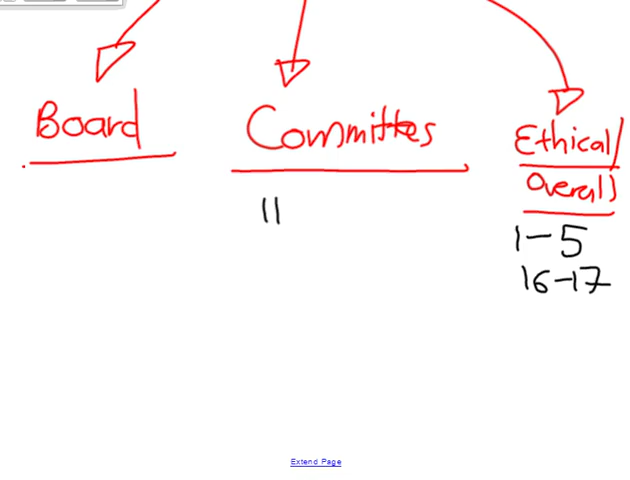 Board
Committes
Ethical/
Overall
11
1-5
16-17
Extend Page